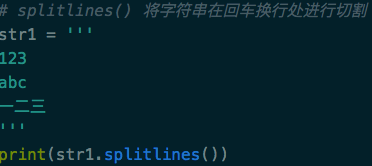 # splitlines() 将字符串在回车换行处进行切割
str1 = '''
123
abc
一二三
'''
print(str1.splitlines())